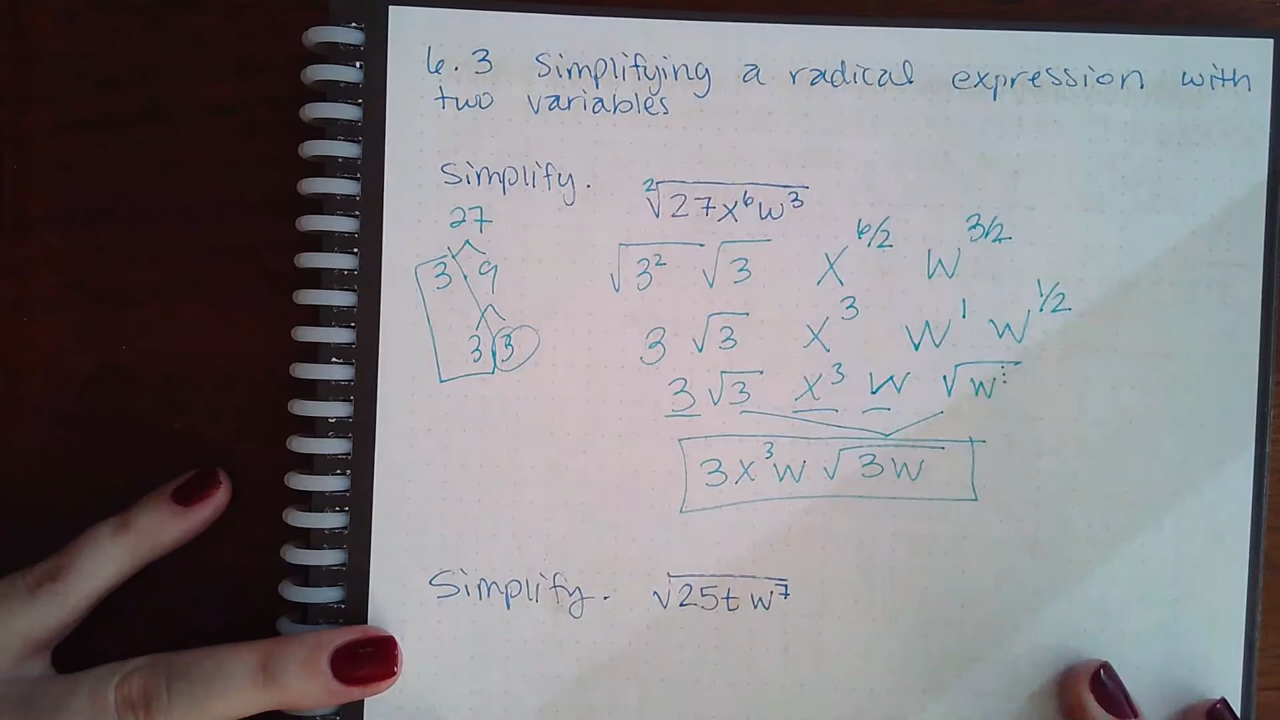 6.3 Simplifying a radical expression with
two variables
Simplify. ²√27x⁶w³
27
3 9
3 3
√3² √3 x^6/2 w^3/2
3 √3 x³ w¹ w^1/2
3 √3 x³ w √w
3x³w √3w
Simplify. √25tw⁷